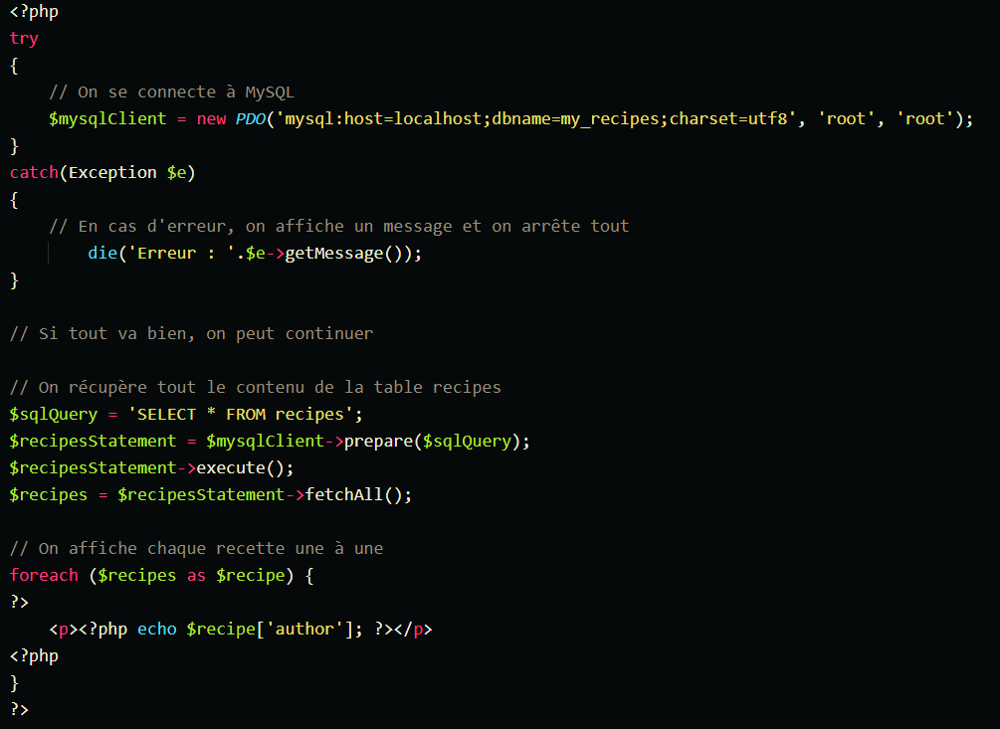 <?php
try
{
    // On se connecte à MySQL
    $mysqlClient = new PDO('mysql:host=localhost;dbname=my_recipes;charset=utf8', 'root', 'root');
}
catch(Exception $e)
{
    // En cas d'erreur, on affiche un message et on arrête tout
        die('Erreur : '.$e->getMessage());
}

// Si tout va bien, on peut continuer

// On récupère tout le contenu de la table recipes
$sqlQuery = 'SELECT * FROM recipes';
$recipesStatement = $mysqlClient->prepare($sqlQuery);
$recipesStatement->execute();
$recipes = $recipesStatement->fetchAll();

// On affiche chaque recette une à une
foreach ($recipes as $recipe) {
?>
    <p><?php echo $recipe['author']; ?></p>
<?php
}
?>